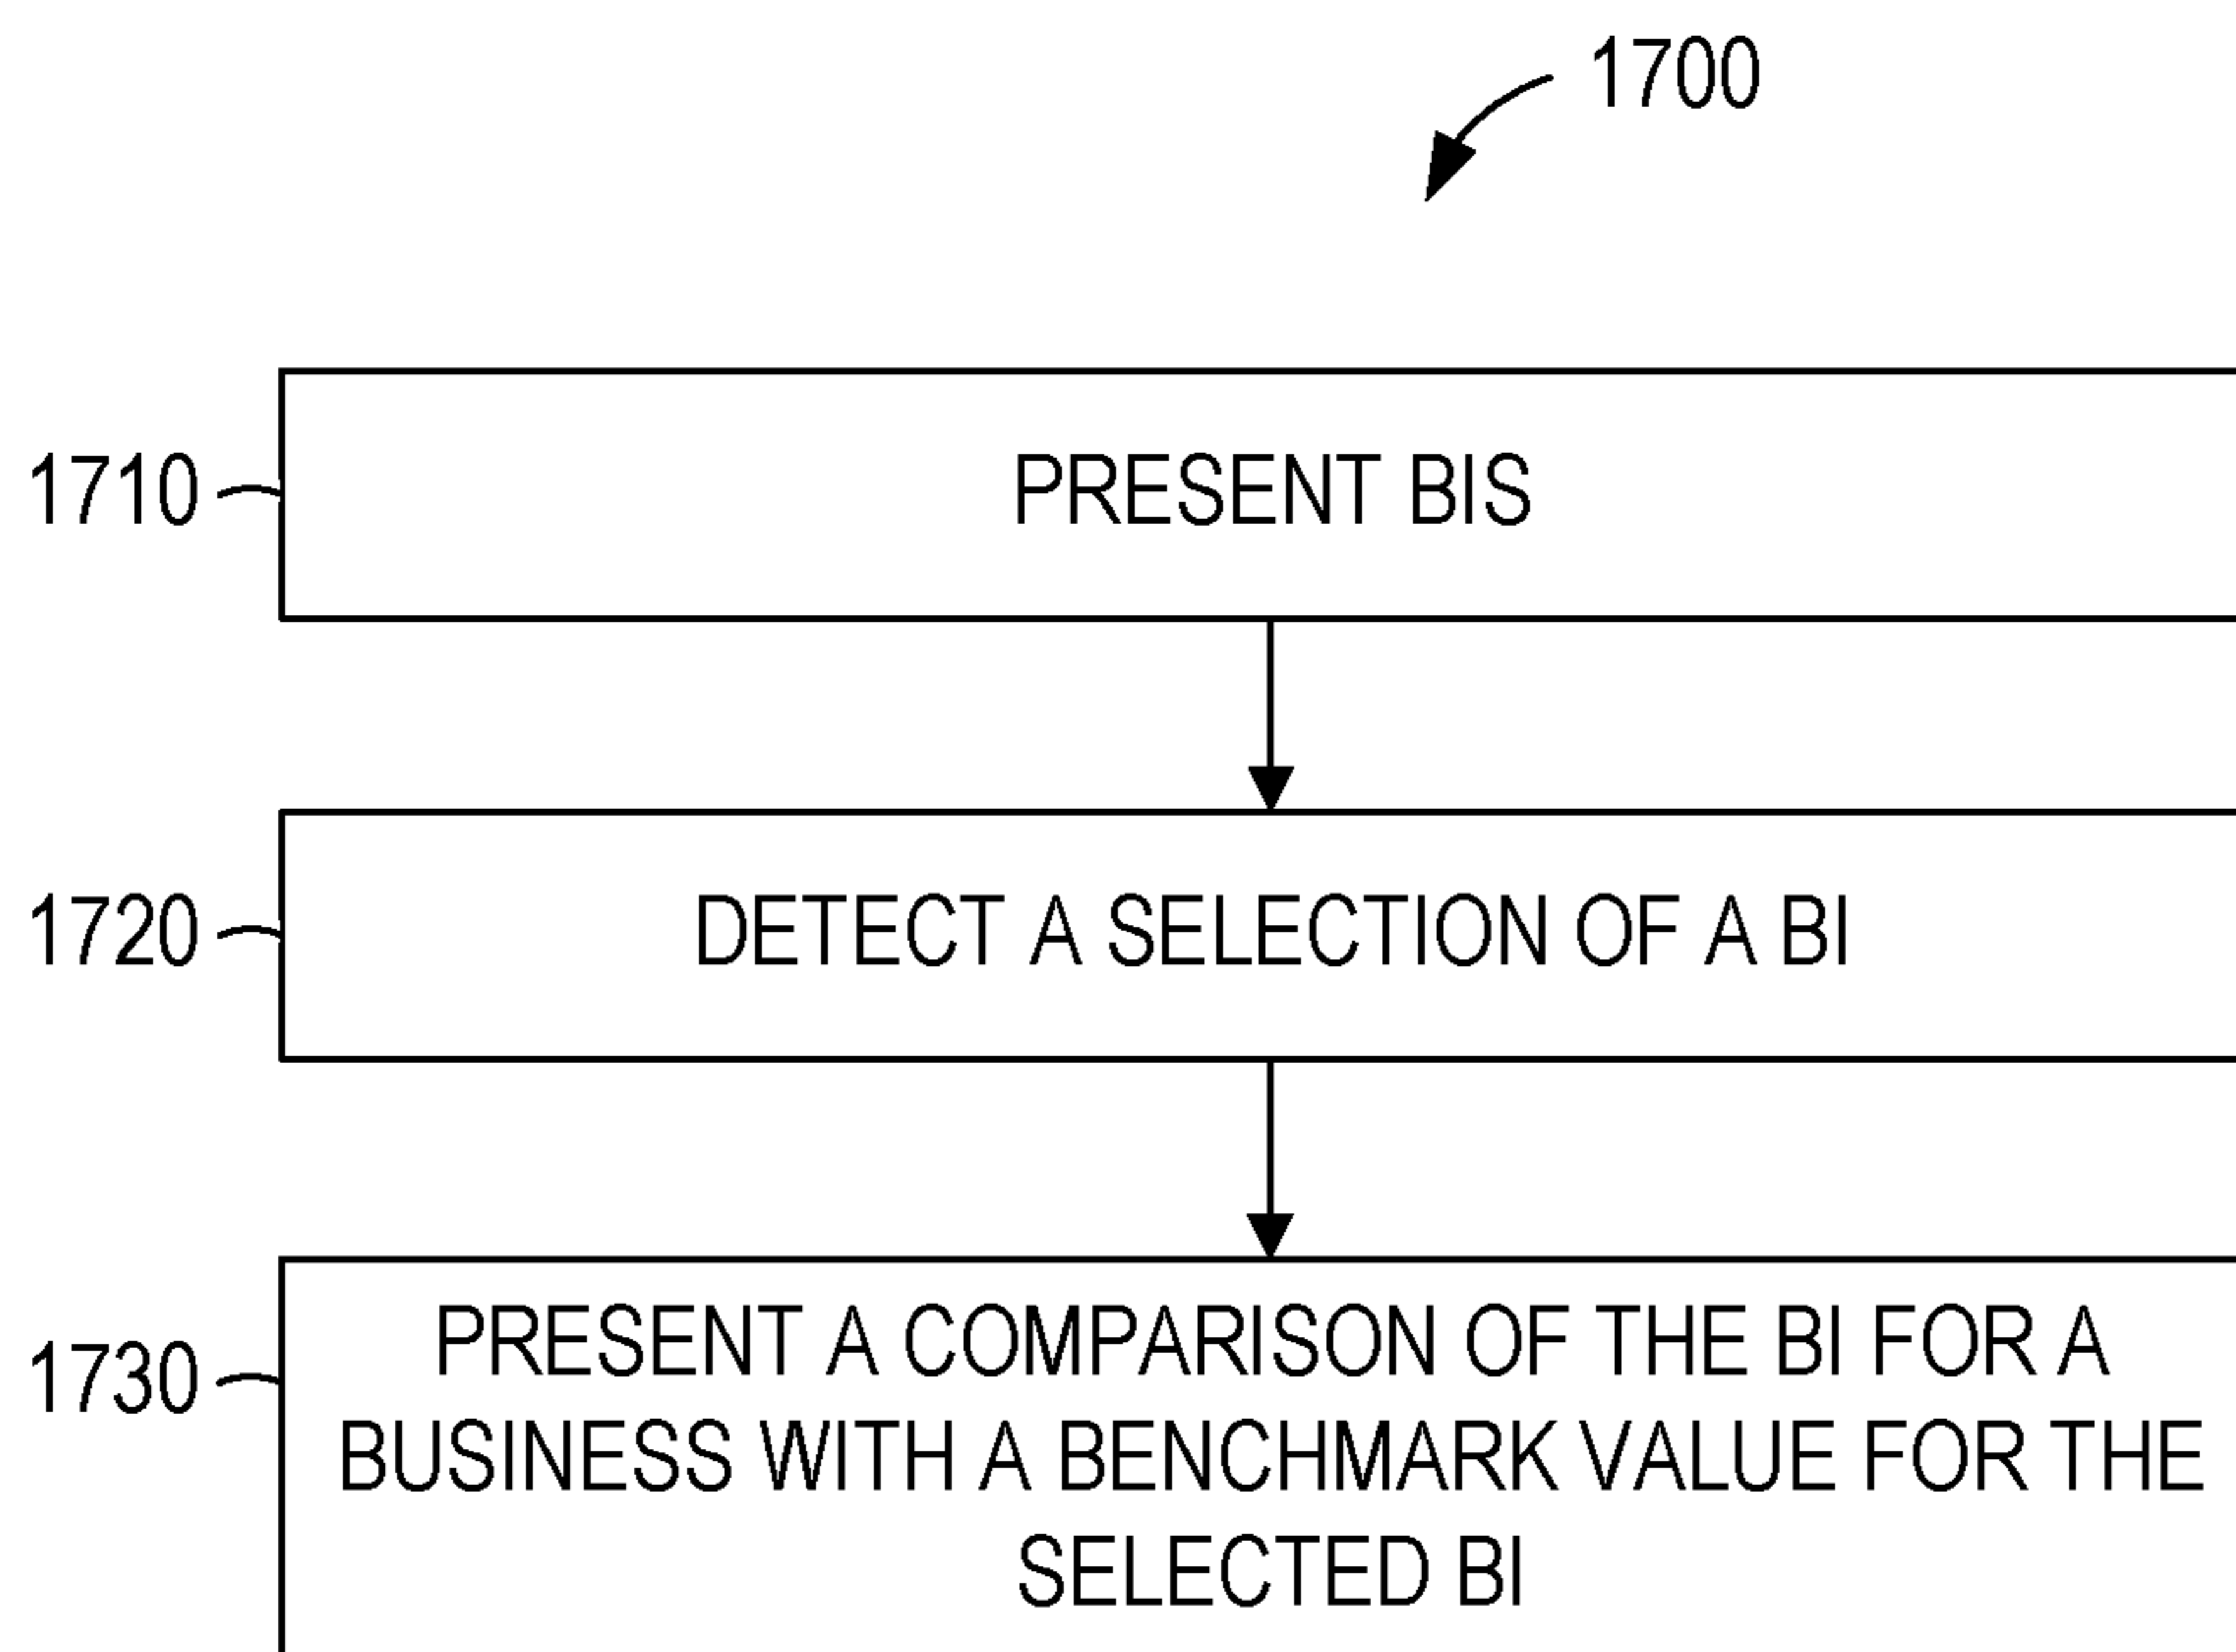 1700
1710
PRESENT BIS
1720
DETECT A SELECTION OF A BI
1730
PRESENT A COMPARISON OF THE BI FOR A
BUSINESS WITH A BENCHMARK VALUE FOR THE
SELECTED BI